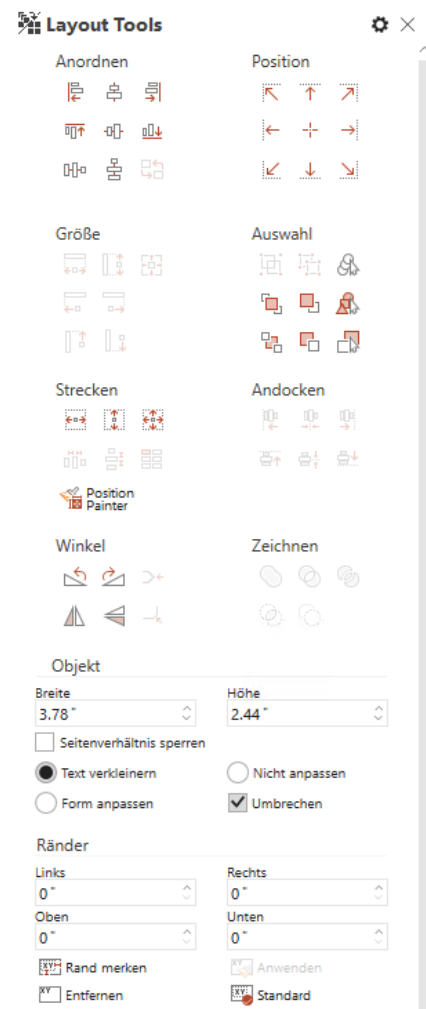 Layout Tools
Anordnen Position
Größe Auswahl
Strecken Andocken
Position
Painter
Winkel Zeichnen
Objekt
Breite Höhe
3.78 " 2.44 "
Seitenverhältnis sperren
Text verkleinern Nicht anpassen
Form anpassen Umbrechen
Ränder
Links Rechts
0 " 0 "
Oben Unten
0 " 0 "
Rand merken Anwenden
Entfernen Standard